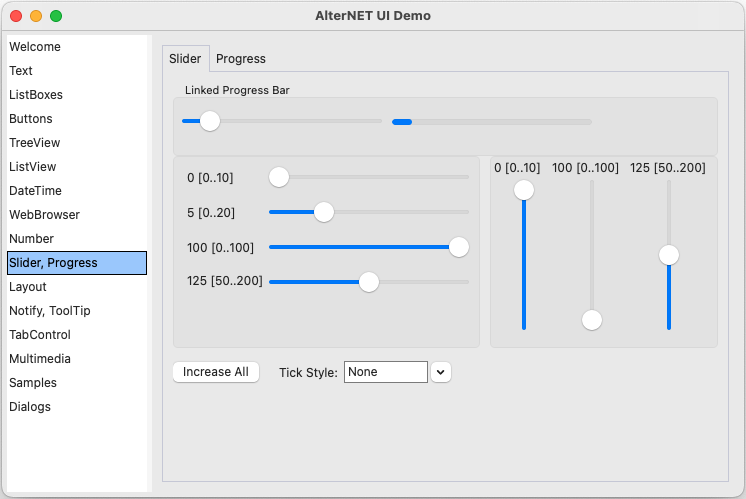 AlterNET UI Demo
Welcome
Text
ListBoxes
Buttons
TreeView
ListView
DateTime
WebBrowser
Number
Slider, Progress
Layout
Notify, ToolTip
TabControl
Multimedia
Samples
Dialogs
Slider Progress
Linked Progress Bar
0 [0..10]
5 [0..20]
100 [0..100]
125 [50..200]
0 [0..10] 100 [0..100] 125 [50..200]
Increase All Tick Style: None